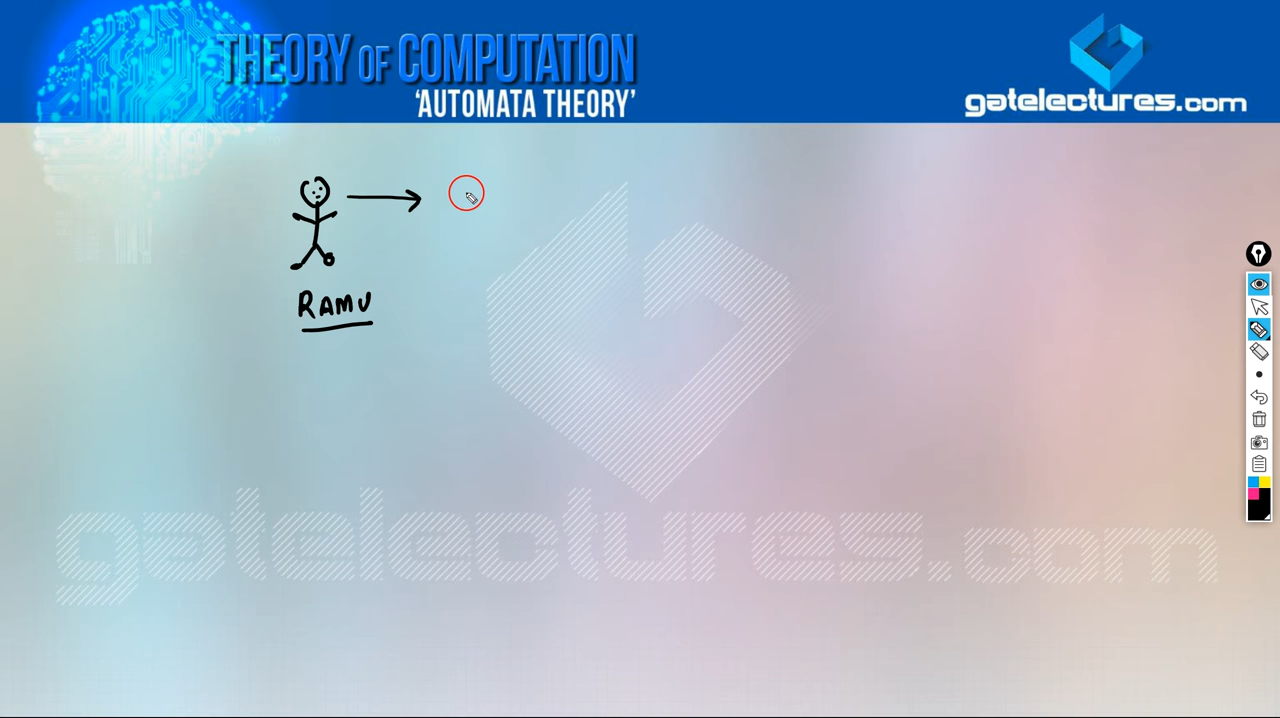 THEORY OF COMPUTATION
'AUTOMATA THEORY'
gatelectures.com
RAMU
gatelectures.com